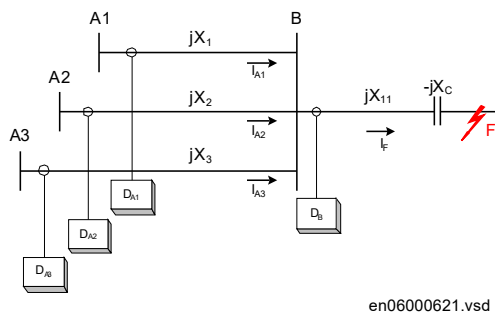 A1
jX1
B
IA1
A2
jX2
jX11
-jXC
IA2
IF
F
A3
jX3
IA3
DA1
DA2
DB
DA3
en06000621.vsd